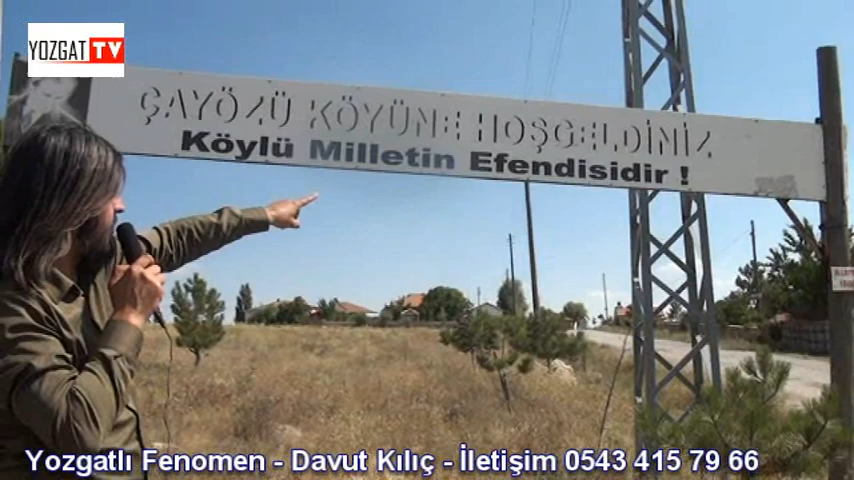 YOZGAT TV
ÇAYÖZÜ KÖYÜNE HOŞGELDİNİZ
Köylü Milletin Efendisidir !
Yozgatlı Fenomen - Davut Kılıç - İletişim 0543 415 79 66